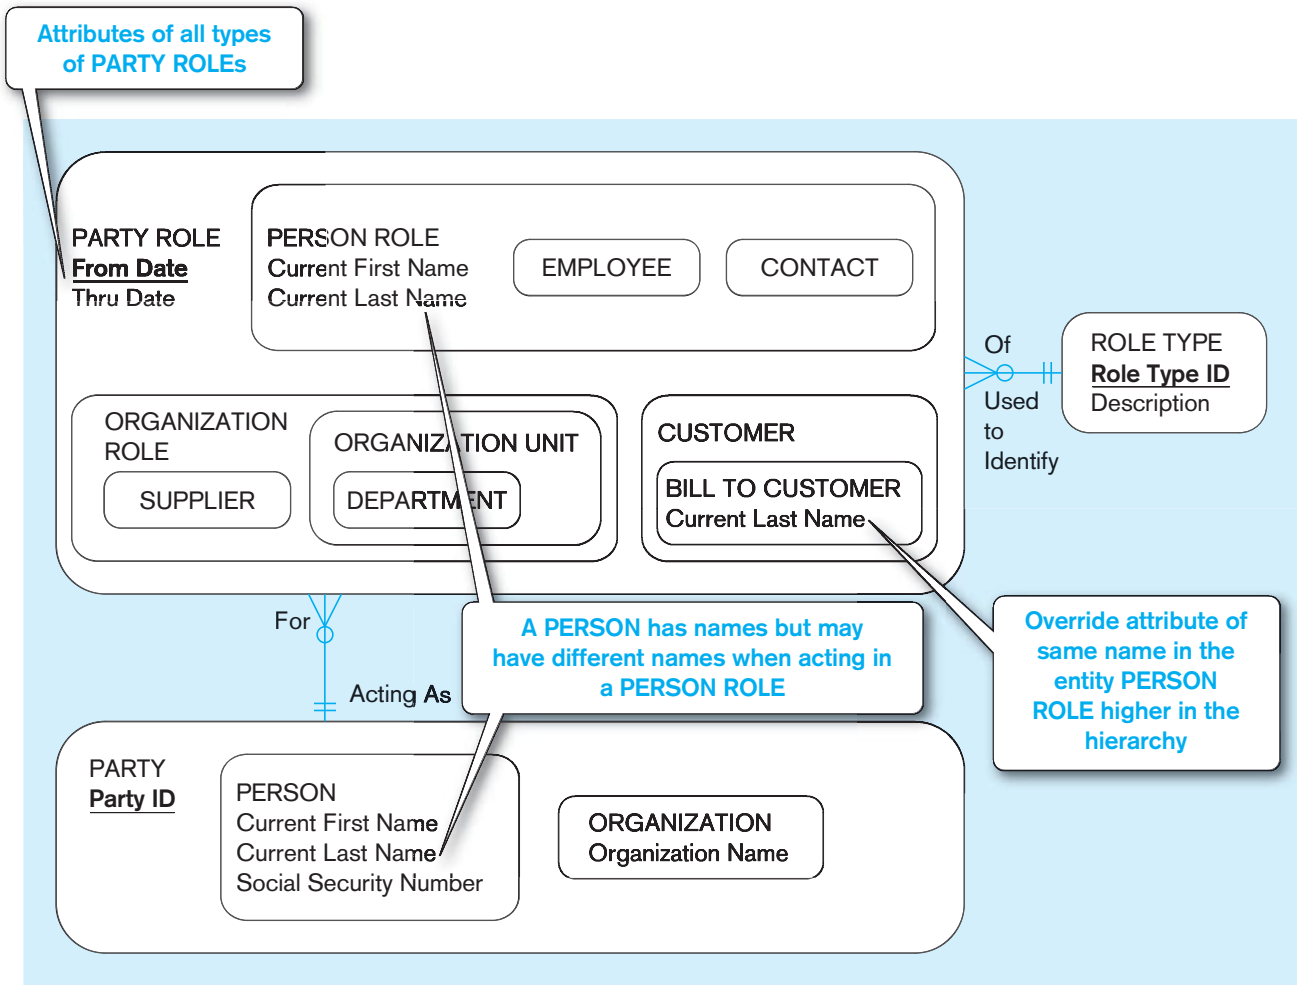 Attributes of all types
of PARTY ROLEs
PARTY ROLE
From Date
Thru Date
PERSON ROLE
Current First Name
Current Last Name
EMPLOYEE
CONTACT
ORGANIZATION
ROLE
SUPPLIER
ORGANIZATION UNIT
DEPARTMENT
CUSTOMER
BILL TO CUSTOMER
Current Last Name
Of
Used
to
Identify
ROLE TYPE
Role Type ID
Description
For
Acting As
A PERSON has names but may
have different names when acting in
a PERSON ROLE
Override attribute of
same name in the
entity PERSON
ROLE higher in the
hierarchy
PARTY
Party ID
PERSON
Current First Name
Current Last Name
Social Security Number
ORGANIZATION
Organization Name